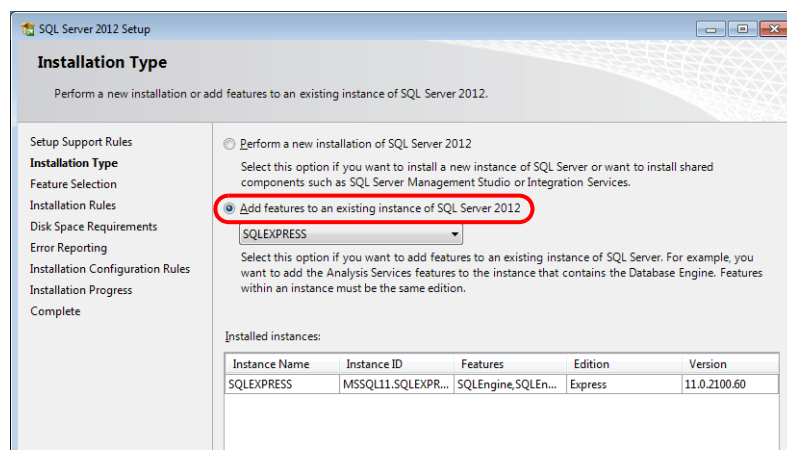 SQL Server 2012 Setup
Installation Type
Perform a new installation or add features to an existing instance of SQL Server 2012.
Setup Support Rules
Installation Type
Feature Selection
Installation Rules
Disk Space Requirements
Error Reporting
Installation Configuration Rules
Installation Progress
Complete
Perform a new installation of SQL Server 2012
Select this option if you want to install a new instance of SQL Server or want to install shared
components such as SQL Server Management Studio or Integration Services.
Add features to an existing instance of SQL Server 2012
SQLEXPRESS
Select this option if you want to add features to an existing instance of SQL Server. For example, you
want to add the Analysis Services features to the instance that contains the Database Engine. Features
within an instance must be the same edition.
Installed instances:
Instance Name Instance ID Features Edition Version
SQLEXPRESS MSSQL11.SQLEXPR... SQLEngine,SQLEn... Express 11.0.2100.60